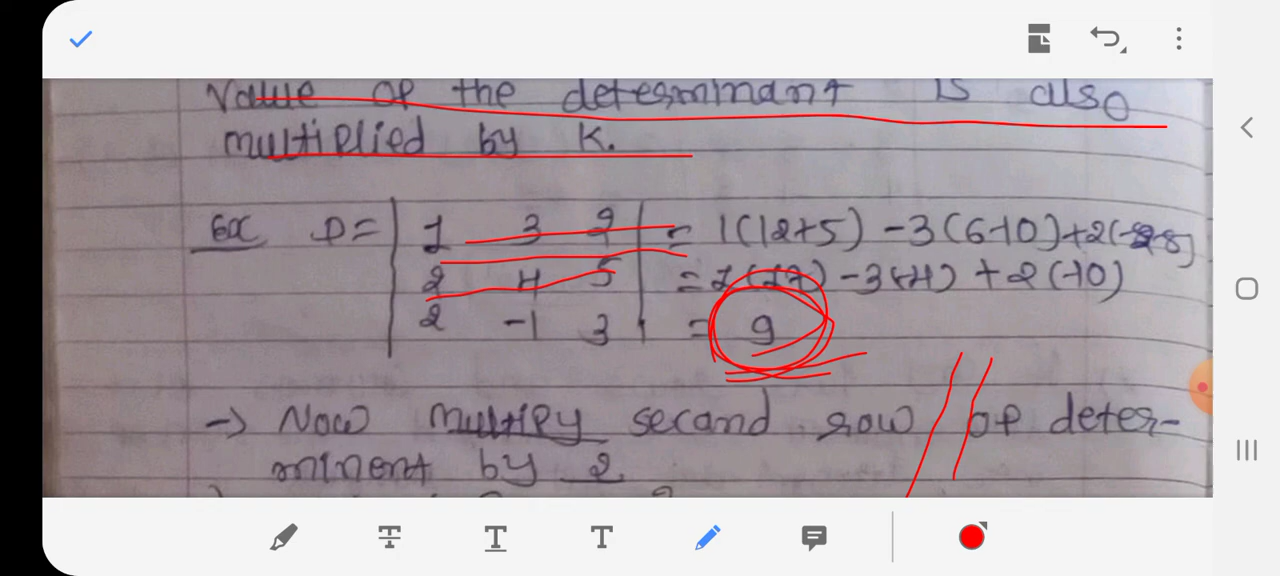 Value of the determinant is also
multiplied by K.
Ex D = | 1 3 2 | = 1(12+5) -3(6-10)+2(-2-8)
| 2 4 5 | = 1(17) -3(-4) + 2(-10)
| 2 -1 3 | = 9
→ Now multipy second row of deter-
minent by 2
T T T